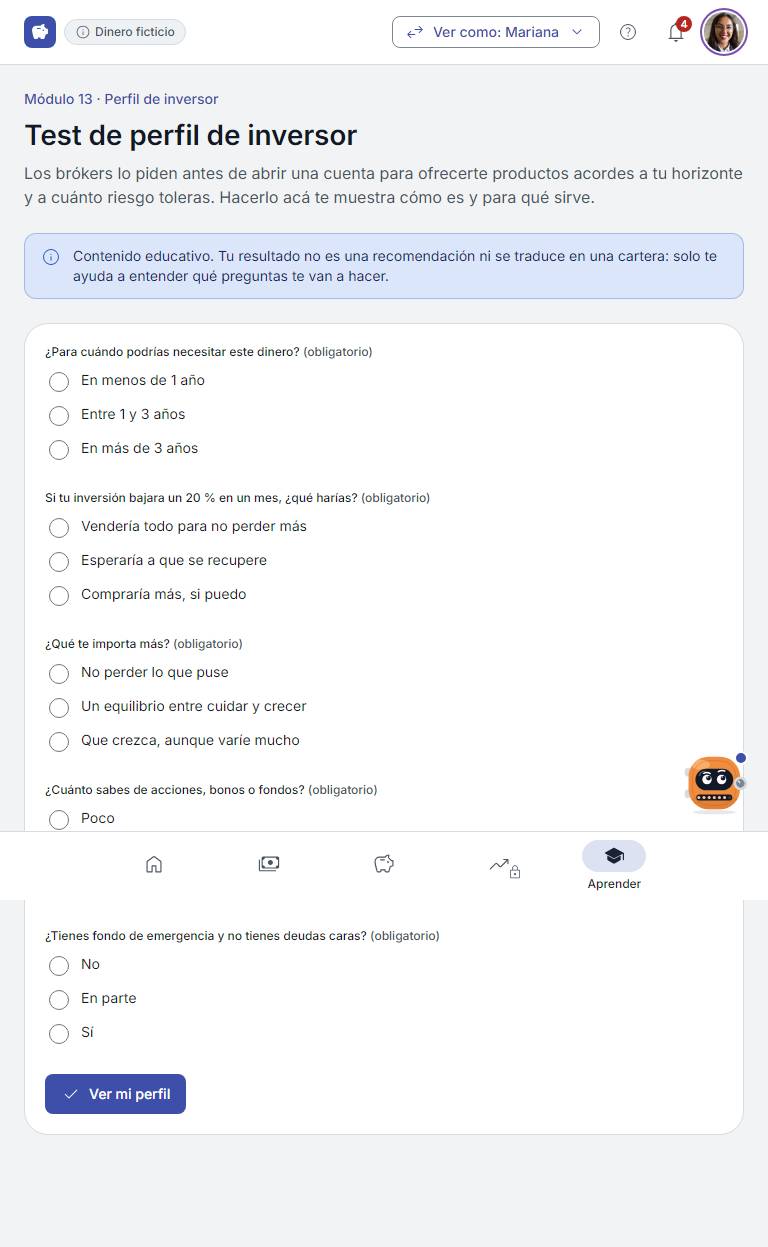 Dinero ficticio
Ver como: Mariana
4
Módulo 13 · Perfil de inversor
Test de perfil de inversor
Los brókers lo piden antes de abrir una cuenta para ofrecerte productos acordes a tu horizonte
y a cuánto riesgo toleras. Hacerlo acá te muestra cómo es y para qué sirve.
Contenido educativo. Tu resultado no es una recomendación ni se traduce en una cartera: solo te
ayuda a entender qué preguntas te van a hacer.
¿Para cuándo podrías necesitar este dinero? (obligatorio)
En menos de 1 año
Entre 1 y 3 años
En más de 3 años
Si tu inversión bajara un 20 % en un mes, ¿qué harías? (obligatorio)
Vendería todo para no perder más
Esperaría a que se recupere
Compraría más, si puedo
¿Qué te importa más? (obligatorio)
No perder lo que puse
Un equilibrio entre cuidar y crecer
Que crezca, aunque varíe mucho
¿Cuánto sabes de acciones, bonos o fondos? (obligatorio)
Poco
Aprender
¿Tienes fondo de emergencia y no tienes deudas caras? (obligatorio)
No
En parte
Sí
Ver mi perfil